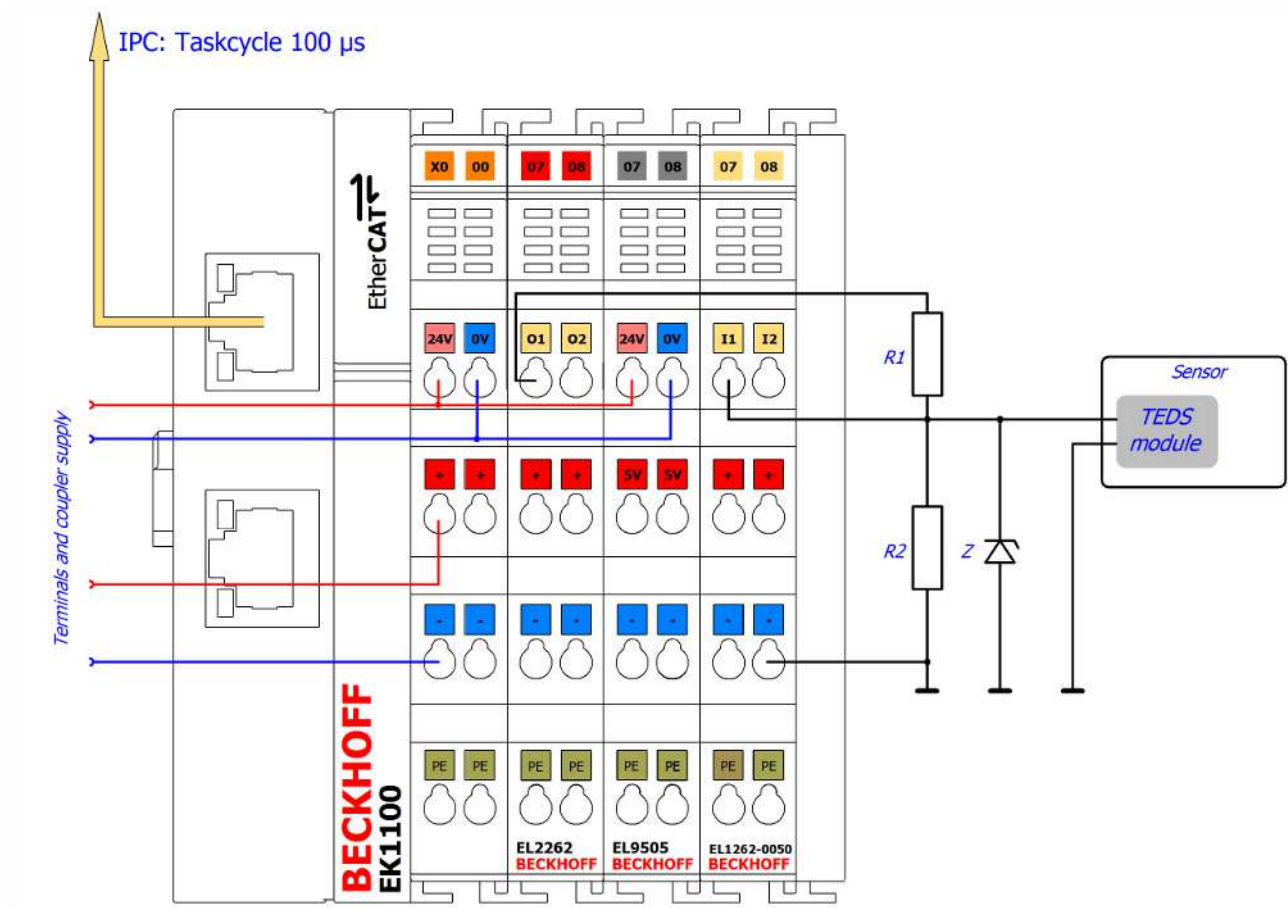 IPC: Taskcycle 100 µs
EtherCAT
X0 00 07 08 07 08 07 08
24V 0V O1 O2 24V 0V I1 I2
R1
Sensor
TEDS
module
Terminals and coupler supply
+ + + + 5V 5V + +
R2
Z
- - - - - - - -
PE PE PE PE PE PE PE PE
BECKHOFF
EK1100
EL2262
BECKHOFF
EL9505
BECKHOFF
EL1262-0050
BECKHOFF